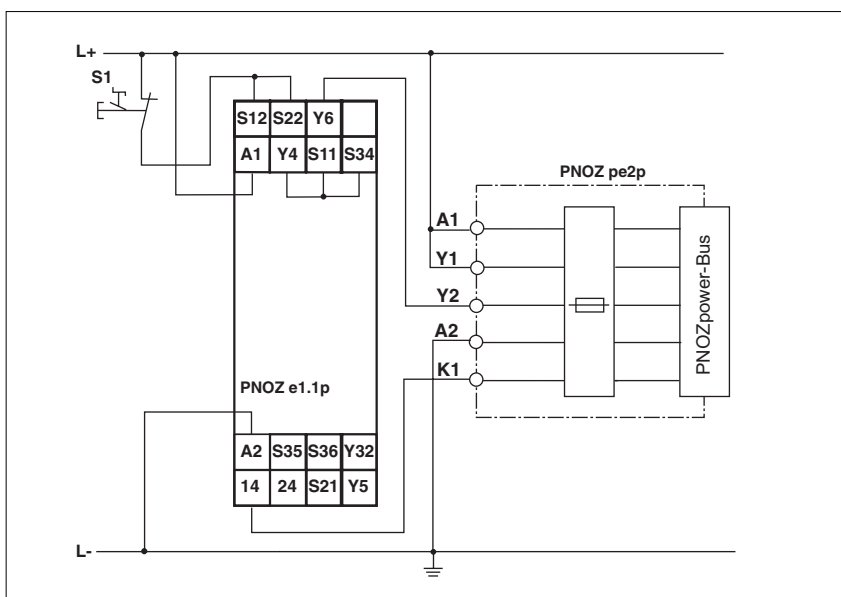 L+
S1
S12 S22 Y6
A1 Y4 S11 S34
PNOZ pe2p
A1
Y1
Y2
A2
K1
PNOZpower-Bus
PNOZ e1.1p
A2 S35 S36 Y32
14 24 S21 Y5
L-